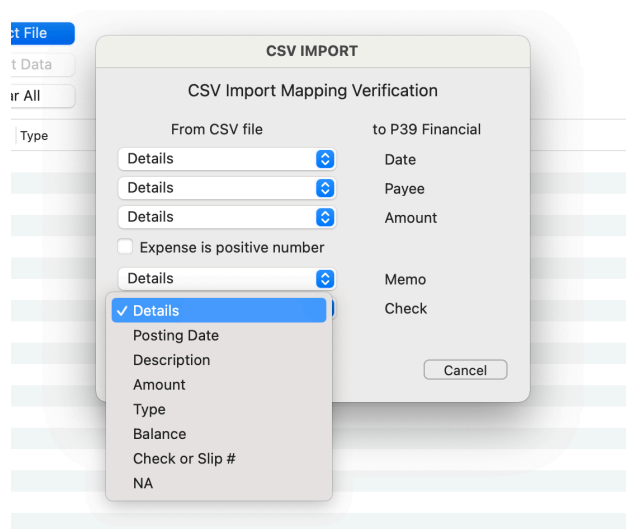 ct File
t Data
ar All
Type
CSV IMPORT
CSV Import Mapping Verification
From CSV file to P39 Financial
Details Date
Details Payee
Details Amount
Expense is positive number
Details Memo
✓ Details Check
Posting Date
Description
Cancel
Amount
Type
Balance
Check or Slip #
NA